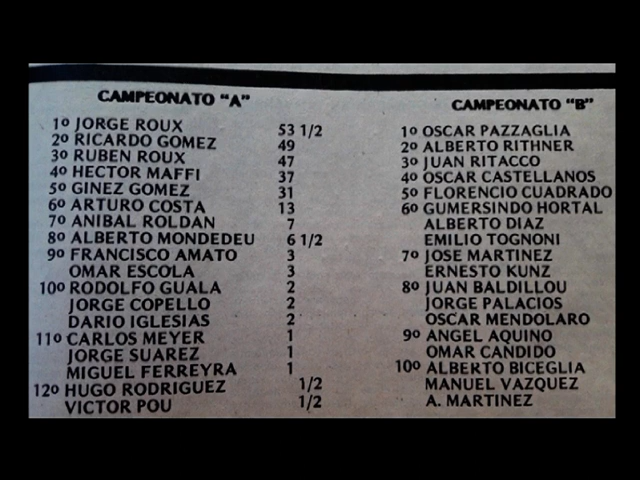 CAMPEONATO "A"
1º JORGE ROUX 53 1/2
2º RICARDO GOMEZ 49
3º RUBEN ROUX 47
4º HECTOR MAFFI 37
5º GINEZ GOMEZ 31
6º ARTURO COSTA 13
7º ANIBAL ROLDAN 7
8º ALBERTO MONDEDEU 6 1/2
9º FRANCISCO AMATO 3
OMAR ESCOLA 3
10º RODOLFO GUALA 2
JORGE COPELLO 2
DARIO IGLESIAS 2
11º CARLOS MEYER 1
JORGE SUAREZ 1
MIGUEL FERREYRA 1
12º HUGO RODRIGUEZ 1/2
VICTOR POU 1/2
CAMPEONATO "B"
1º OSCAR PAZZAGLIA
2º ALBERTO RITHNER
3º JUAN RITACCO
4º OSCAR CASTELLANOS
5º FLORENCIO CUADRADO
6º GUMERSINDO HORTAL
ALBERTO DIAZ
EMILIO TOGNONI
7º JOSE MARTINEZ
ERNESTO KUNZ
8º JUAN BALDILLOU
JORGE PALACIOS
OSCAR MENDOLARO
9º ANGEL AQUINO
OMAR CANDIDO
10º ALBERTO BICEGLIA
MANUEL VAZQUEZ
A. MARTINEZ